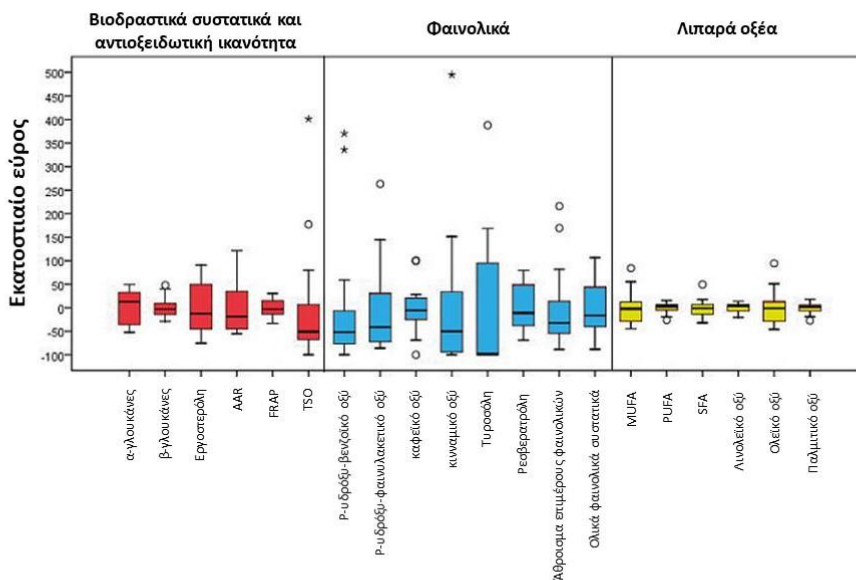 Βιοδραστικά συστατικά και
αντιοξειδωτική ικανότητα
Φαινολικά
Λιπαρά οξέα
Εκατοστιαίο εύρος
500
450
400
350
300
250
200
150
100
50
0
-50
-100
α-γλουκάνες
β-γλουκάνες
Εργοστερόλη
AAR
FRAP
TSO
Ρ-υδρόξυ-βενζοϊκό οξύ
Ρ-υδρόξυ-φαινυλακετικό οξύ
καφεϊκό οξύ
κινναμικό οξύ
Τυροσόλη
Ρεσβερατρόλη
Άθροισμα επιμέρους φαινολικών
Ολικά φαινολικά συστατικά
MUFA
PUFA
SFA
Λινολεϊκό οξύ
Ολεϊκό οξύ
Παλμιτικό οξύ